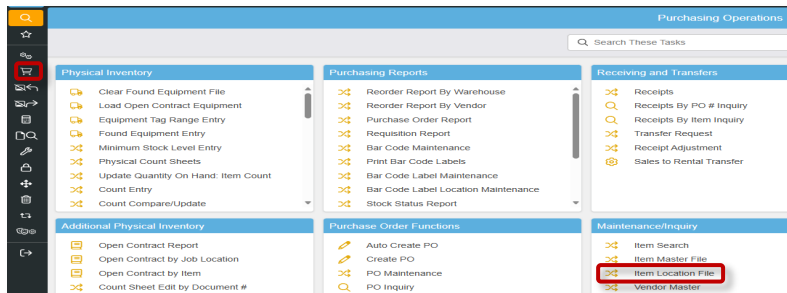 Purchasing Operations
Search These Tasks
Physical Inventory
Clear Found Equipment File
Load Open Contract Equipment
Equipment Tag Range Entry
Found Equipment Entry
Minimum Stock Level Entry
Physical Count Sheets
Update Quantity On Hand: Item Count
Count Entry
Count Compare/Update
Purchasing Reports
Reorder Report By Warehouse
Reorder Report By Vendor
Purchase Order Report
Requisition Report
Bar Code Maintenance
Print Bar Code Labels
Bar Code Label Maintenance
Bar Code Label Location Maintenance
Stock Status Report
Receiving and Transfers
Receipts
Receipts By PO # Inquiry
Receipts By Item Inquiry
Transfer Request
Receipt Adjustment
Sales to Rental Transfer
Additional Physical Inventory
Open Contract Report
Open Contract by Job Location
Open Contract by Item
Count Sheet Edit by Document #
Purchase Order Functions
Auto Create PO
Create PO
PO Maintenance
PO Inquiry
Maintenance/Inquiry
Item Search
Item Master File
Item Location File
Vendor Master